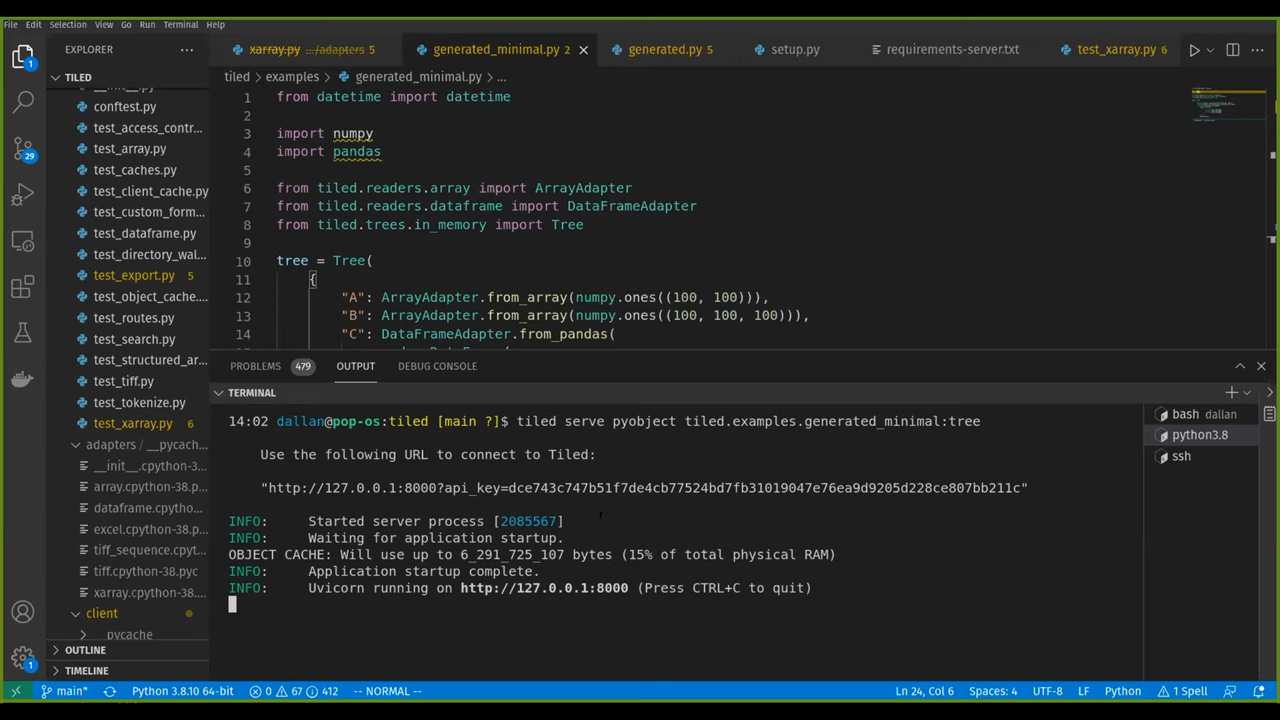 File Edit Selection View Go Run Terminal Help
EXPLORER
TILED
conftest.py
test_access_contr...
test_array.py
test_caches.py
test_client_cache.py
test_custom_form...
test_dataframe.py
test_directory_wal...
test_export.py 5
test_object_cache....
test_routes.py
test_search.py
test_structured_ar...
test_tiff.py
test_tokenize.py
test_xarray.py 6
adapters / __pycach...
__init__.cpython-3...
array.cpython-38.p...
dataframe.cpython...
excel.cpython-38.p...
tiff_sequence.cpyt...
tiff.cpython-38.pyc
xarray.cpython-38....
client
__pycache__
OUTLINE
TIMELINE
1
29
1
xarray.py .../adapters 5
generated_minimal.py 2
generated.py 5
setup.py
requirements-server.txt
test_xarray.py 6
tiled > examples > generated_minimal.py > ...
1 from datetime import datetime
2
3 import numpy
4 import pandas
5
6 from tiled.readers.array import ArrayAdapter
7 from tiled.readers.dataframe import DataFrameAdapter
8 from tiled.trees.in_memory import Tree
9
10 tree = Tree(
11 {
12 "A": ArrayAdapter.from_array(numpy.ones((100, 100))),
13 "B": ArrayAdapter.from_array(numpy.ones((100, 100, 100))),
14 "C": DataFrameAdapter.from_pandas(
PROBLEMS 479 OUTPUT DEBUG CONSOLE
TERMINAL
14:02 dallan@pop-os:tiled [main ?]$ tiled serve pyobject tiled.examples.generated_minimal:tree
Use the following URL to connect to Tiled:
"http://127.0.0.1:8000?api_key=dce743c747b51f7de4cb77524bd7fb31019047e76ea9d9205d228ce807bb211c"
INFO: Started server process [2085567]
INFO: Waiting for application startup.
OBJECT CACHE: Will use up to 6_291_725_107 bytes (15% of total physical RAM)
INFO: Application startup complete.
INFO: Uvicorn running on http://127.0.0.1:8000 (Press CTRL+C to quit)
bash dallan
python3.8
ssh
main* Python 3.8.10 64-bit 0 67 412 -- NORMAL -- Ln 24, Col 6 Spaces: 4 UTF-8 LF Python 1 Spell